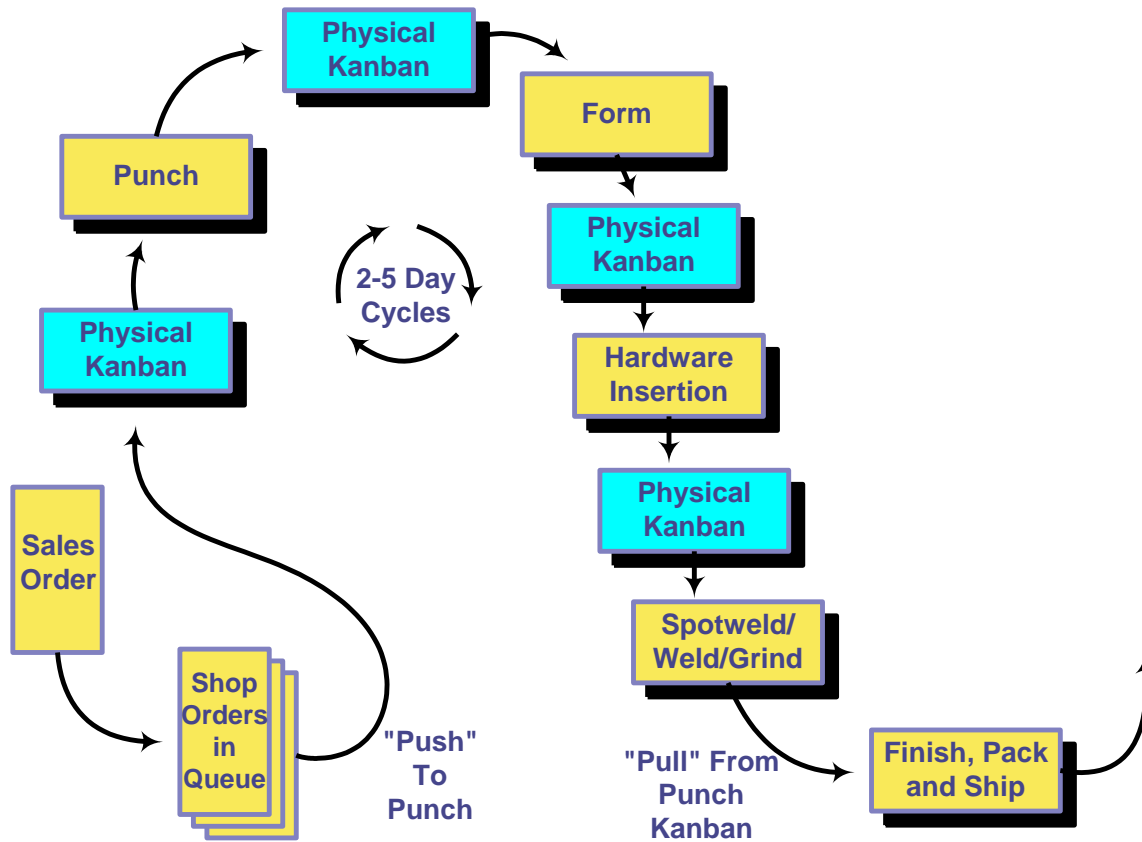 Sales
Order
Shop
Orders
in
Queue
"Push"
To
Punch
Physical
Kanban
Punch
Physical
Kanban
Form
Physical
Kanban
Hardware
Insertion
Physical
Kanban
Spotweld/
Weld/Grind
"Pull" From
Punch
Kanban
Finish, Pack
and Ship
2-5 Day
Cycles